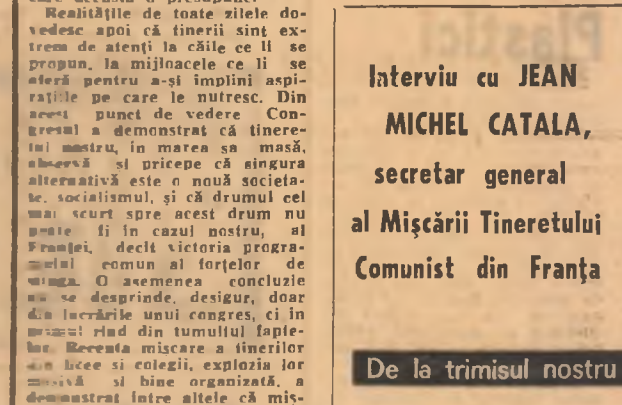 Realitățile de toate zilele do-
vedesc apoi că tinerii sînt ex-
trem de atenți la căile ce li se
propun, la mijloacele ce li se
oferă pentru a-și împlini aspi-
rațiile pe care le nutresc. Din
acest punct de vedere Con-
gresul a demonstrat că tinere-
tul nostru, în marea sa masă,
observă și pricepe că singura
alternativă este o nouă societa-
te, socialismul, și că drumul cel
mai scurt spre acest drum nu
poate fi în cazul nostru, al
Franței, decît victoria progra-
mului comun al forțelor de
stînga. O asemenea concluzie
nu se desprinde, desigur, doar
din lucrările unui congres, ci în
rînd din tumultul fapte-
lor. Recenta mișcare a tinerilor
din licee și colegii, explozia lor
masivă și bine organizată, a
demonstrat între altele că miș-
Interviu cu JEAN
MICHEL CATALA,
secretar general
al Mișcării Tineretului
Comunist din Franța
De la trimisul nostru